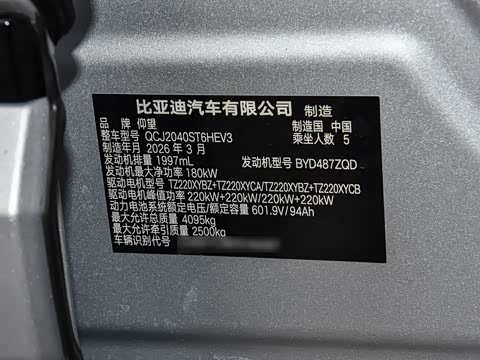 比亚迪汽车有限公司 制造
品 牌 仰望 制造国 中国
整车型号 QCJ2040ST6HEV3 乘坐人数 5
制造年月 2026 年 3 月
发动机排量 1997mL 发动机型号 BYD487ZQD
发动机最大净功率 180kW
驱动电机型号 TZ220XYBZ+TZ220XYCA/TZ220XYBZ+TZ220XYCB
驱动电机峰值功率 220kW+220kW/220kW+220kW
动力电池系统额定电压/额定容量 601.9V/94Ah
最大允许总质量 4095kg
最大允许牵引质量 2500kg
车辆识别代号